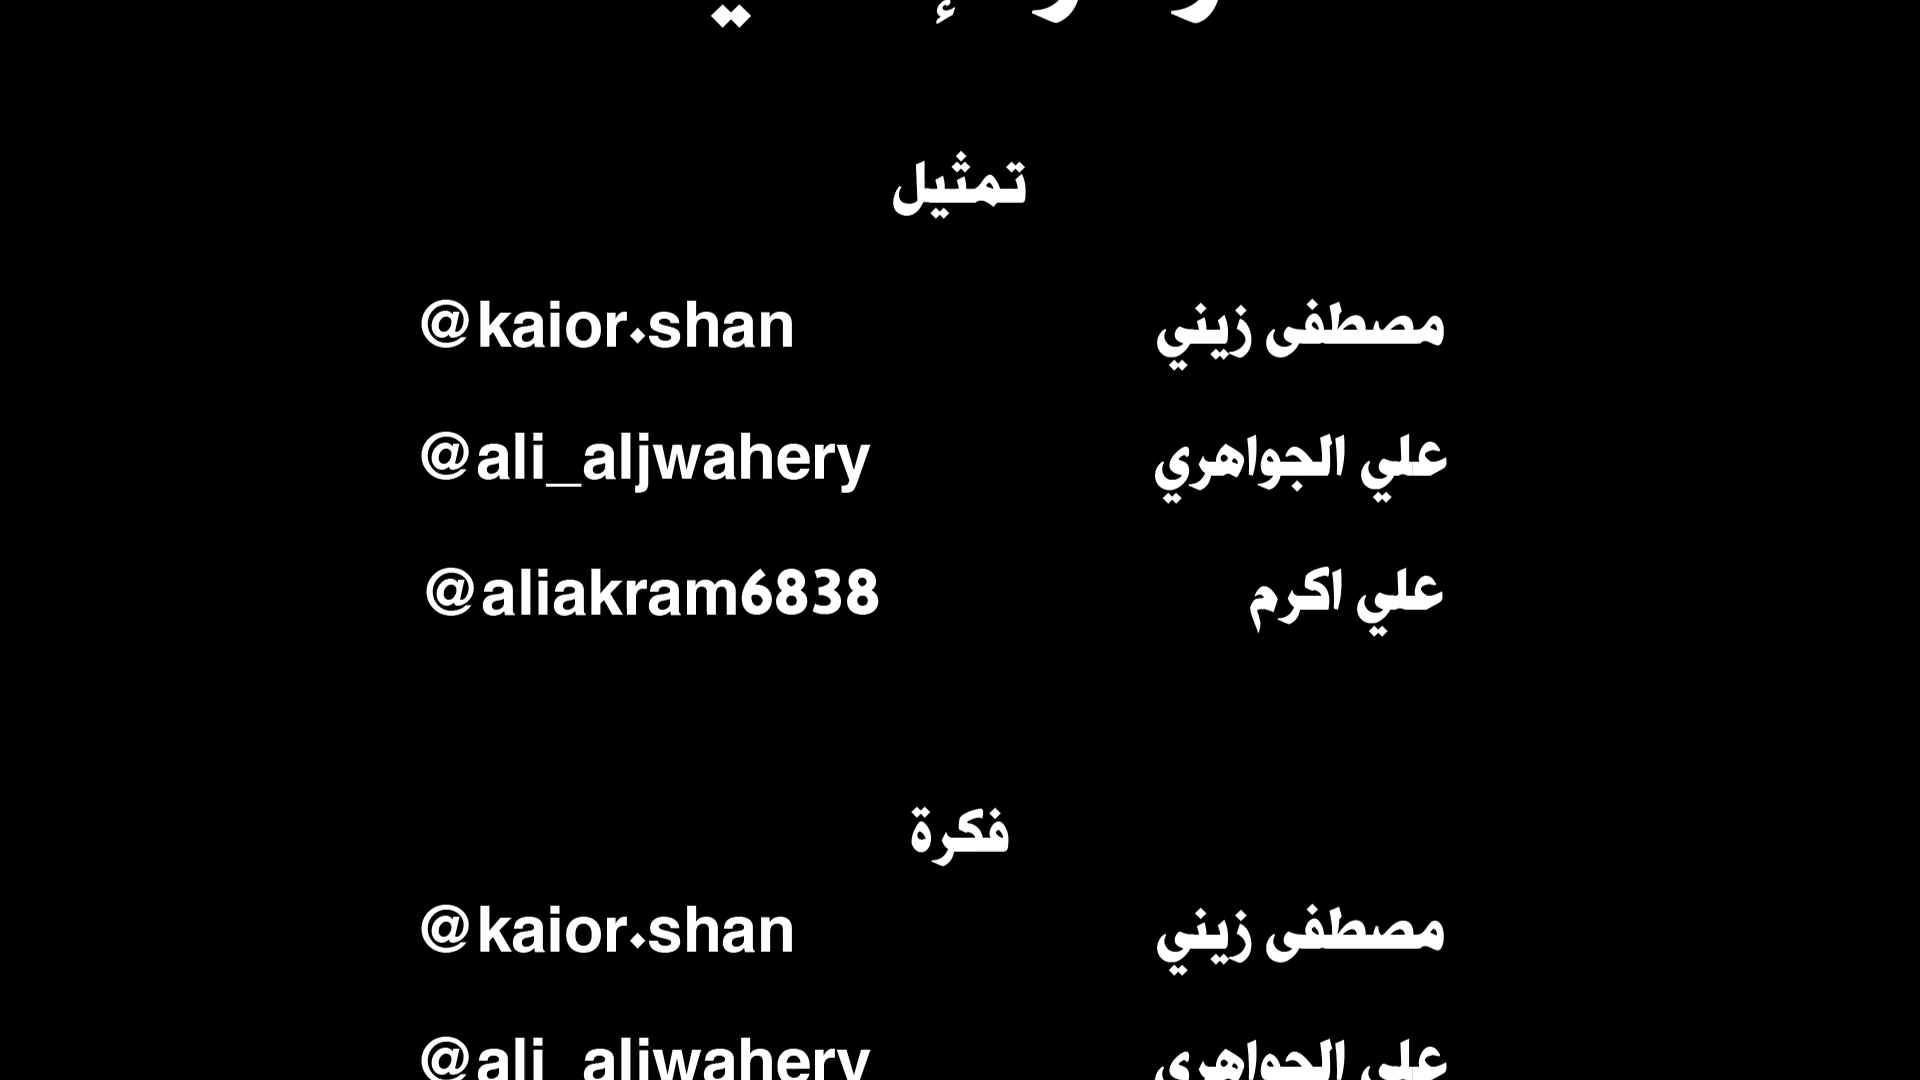 تمثيل
مصطفى زيني @kaior.shan
علي الجواهري @ali_aljwahery
علي اكرم @aliakram6838
فكرة
مصطفى زيني @kaior.shan
علي الجواهري @ali_aljwahery